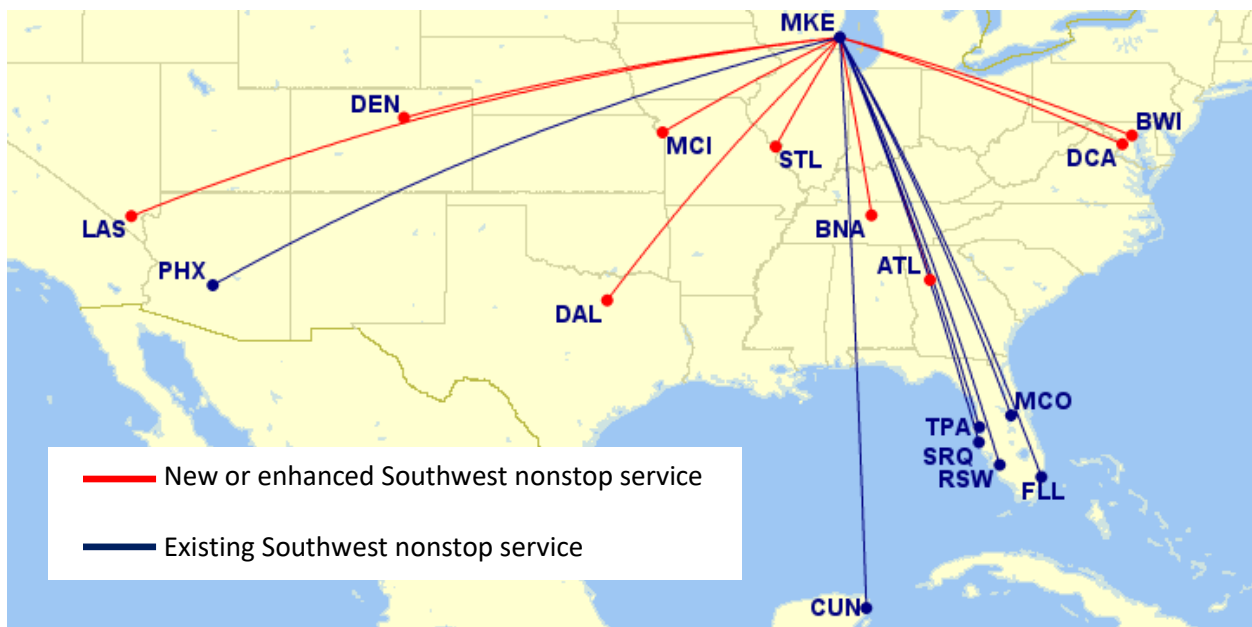 MKE
DEN
BWI
MCI
STL
DCA
LAS
BNA
PHX
ATL
DAL
MCO
TPA
SRQ
RSW
FLL
New or enhanced Southwest nonstop service
Existing Southwest nonstop service
CUN